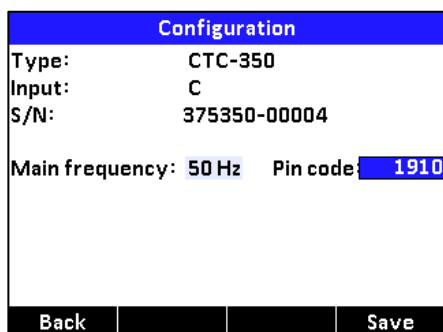 Configuration
Type: CTC-350
Input: C
S/N: 375350-00004
Main frequency: 50 Hz Pin code: 1910
Back Save